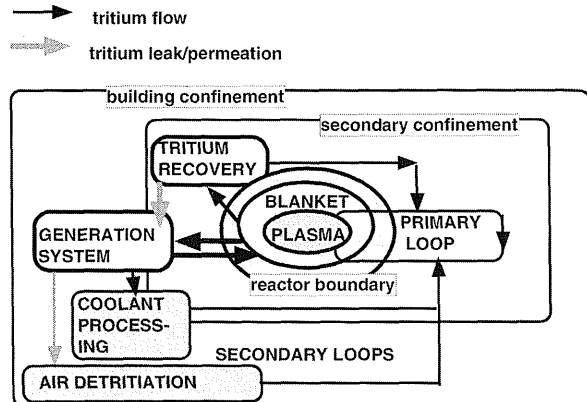 tritium flow
tritium leak/permeation
building confinement
secondary confinement
TRITIUM
RECOVERY
BLANKET
PLASMA
PRIMARY
LOOP
GENERATION
SYSTEM
reactor boundary
COOLANT
PROCESS-
ING
SECONDARY LOOPS
AIR DETRITIATION